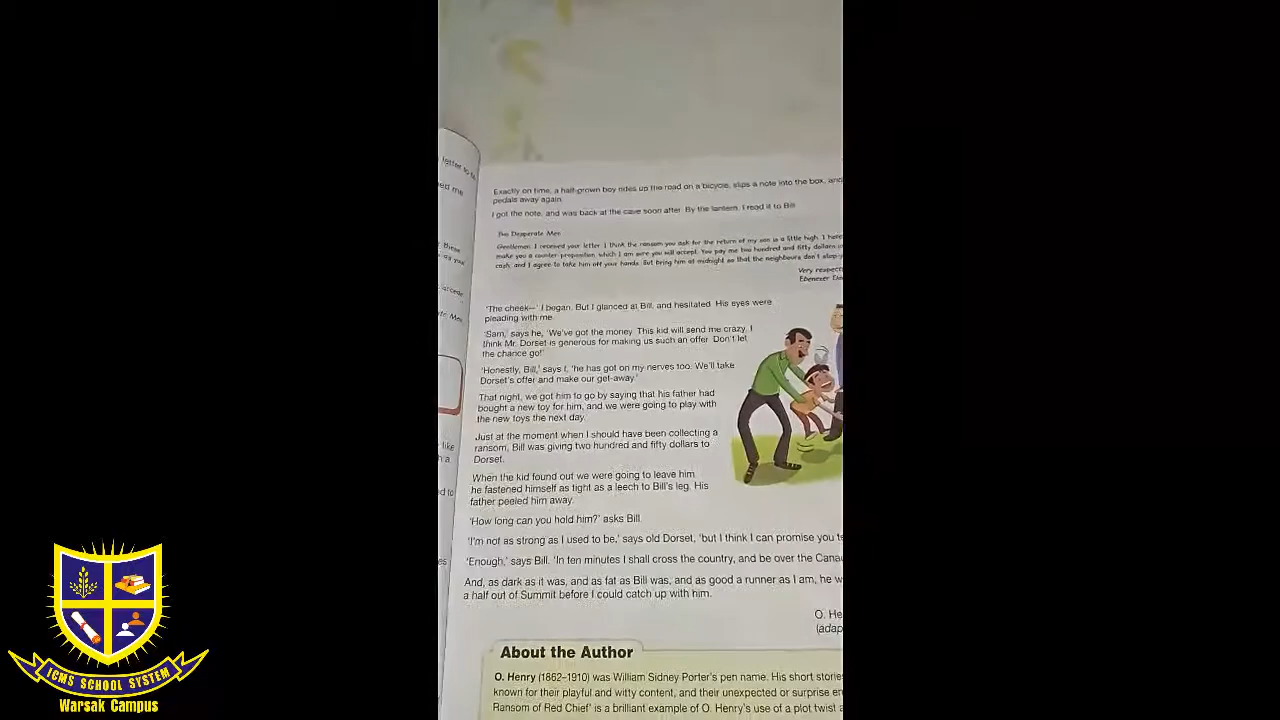 letter to
ed me
these
as you
te Men
like
h a
d to
es
Exactly on time, a half-grown boy rides up the road on a bicycle, slips a note into the box, and
pedals away again.
I got the note, and was back at the cave soon after. By the lantern, I read it to Bill.
Two Desperate Men.
Gentlemen: I received your letter. I think the ransom you ask for the return of my son is a little high. I here
make you a counter-proposition, which I am sure you will accept. You pay me two hundred and fifty dollars
cash, and I agree to take him off your hands. But bring him at midnight so that the neighbours don't stop
Very respec
Ebenezer Do
'The cheek—' I began. But I glanced at Bill, and hesitated. His eyes were
pleading with me.
'Sam,' says he, 'We've got the money. This kid will send me crazy. I
think Mr. Dorset is generous for making us such an offer. Don't let
the chance go!'
'Honestly, Bill,' says I, 'he has got on my nerves too. We'll take
Dorset's offer and make our get-away.'
That night, we got him to go by saying that his father had
bought a new toy for him, and we were going to play with
the new toys the next day.
Just at the moment when I should have been collecting a
ransom, Bill was giving two hundred and fifty dollars to
Dorset.
When the kid found out we were going to leave him
he fastened himself as tight as a leech to Bill's leg. His
father peeled him away.
'How long can you hold him?' asks Bill.
'I'm not as strong as I used to be,' says old Dorset, 'but I think I can promise you te
'Enough,' says Bill. 'In ten minutes I shall cross the country, and be over the Cana
And, as dark as it was, and as fat as Bill was, and as good a runner as I am, he w
a half out of Summit before I could catch up with him.
O. He
(adap
About the Author
O. Henry (1862–1910) was William Sidney Porter's pen name. His short storie
known for their playful and witty content, and their unexpected or surprise en
Ransom of Red Chief' is a brilliant example of O. Henry's use of a plot twist a
ICMS SCHOOL SYSTEM
Warsak Campus